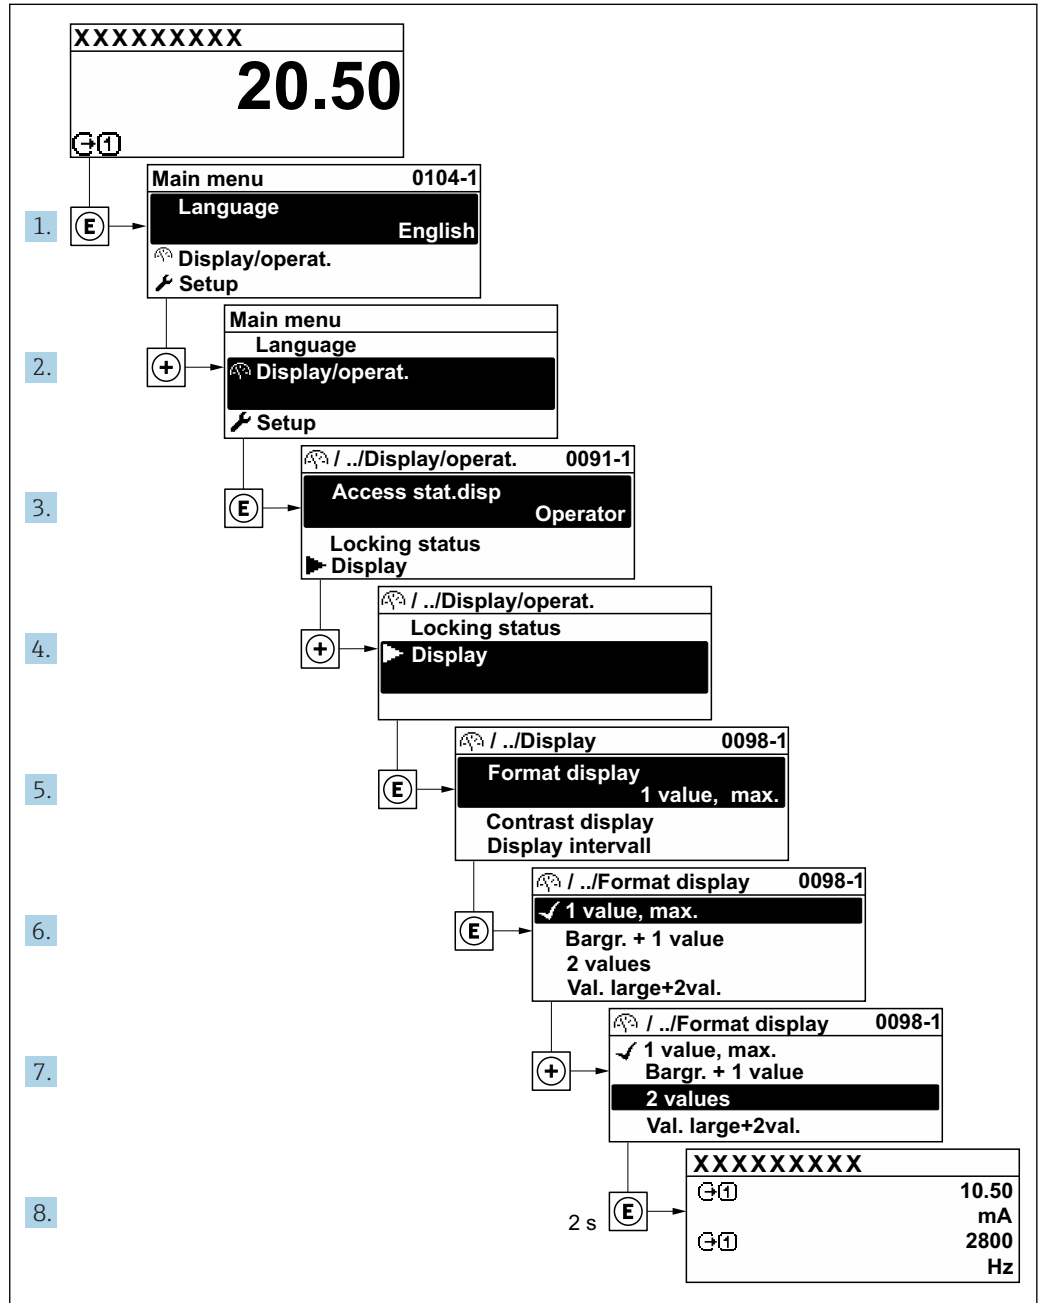 XXXXXXXXX
20.50
1
Main menu 0104-1
Language
English
Display/operat.
Setup
1. E
Main menu
Language
Display/operat.
Setup
2. +
/ ../Display/operat. 0091-1
Access stat.disp
Operator
Locking status
Display
3. E
/ ../Display/operat.
Locking status
Display
4. +
/ ../Display 0098-1
Format display
1 value, max.
Contrast display
Display intervall
5. E
/ ../Format display 0098-1
1 value, max.
Bargr. + 1 value
2 values
Val. large+2val.
6. E
/ ../Format display 0098-1
1 value, max.
Bargr. + 1 value
2 values
Val. large+2val.
7. +
XXXXXXXXX
1 10.50
mA
1 2800
Hz
8. 2 s E